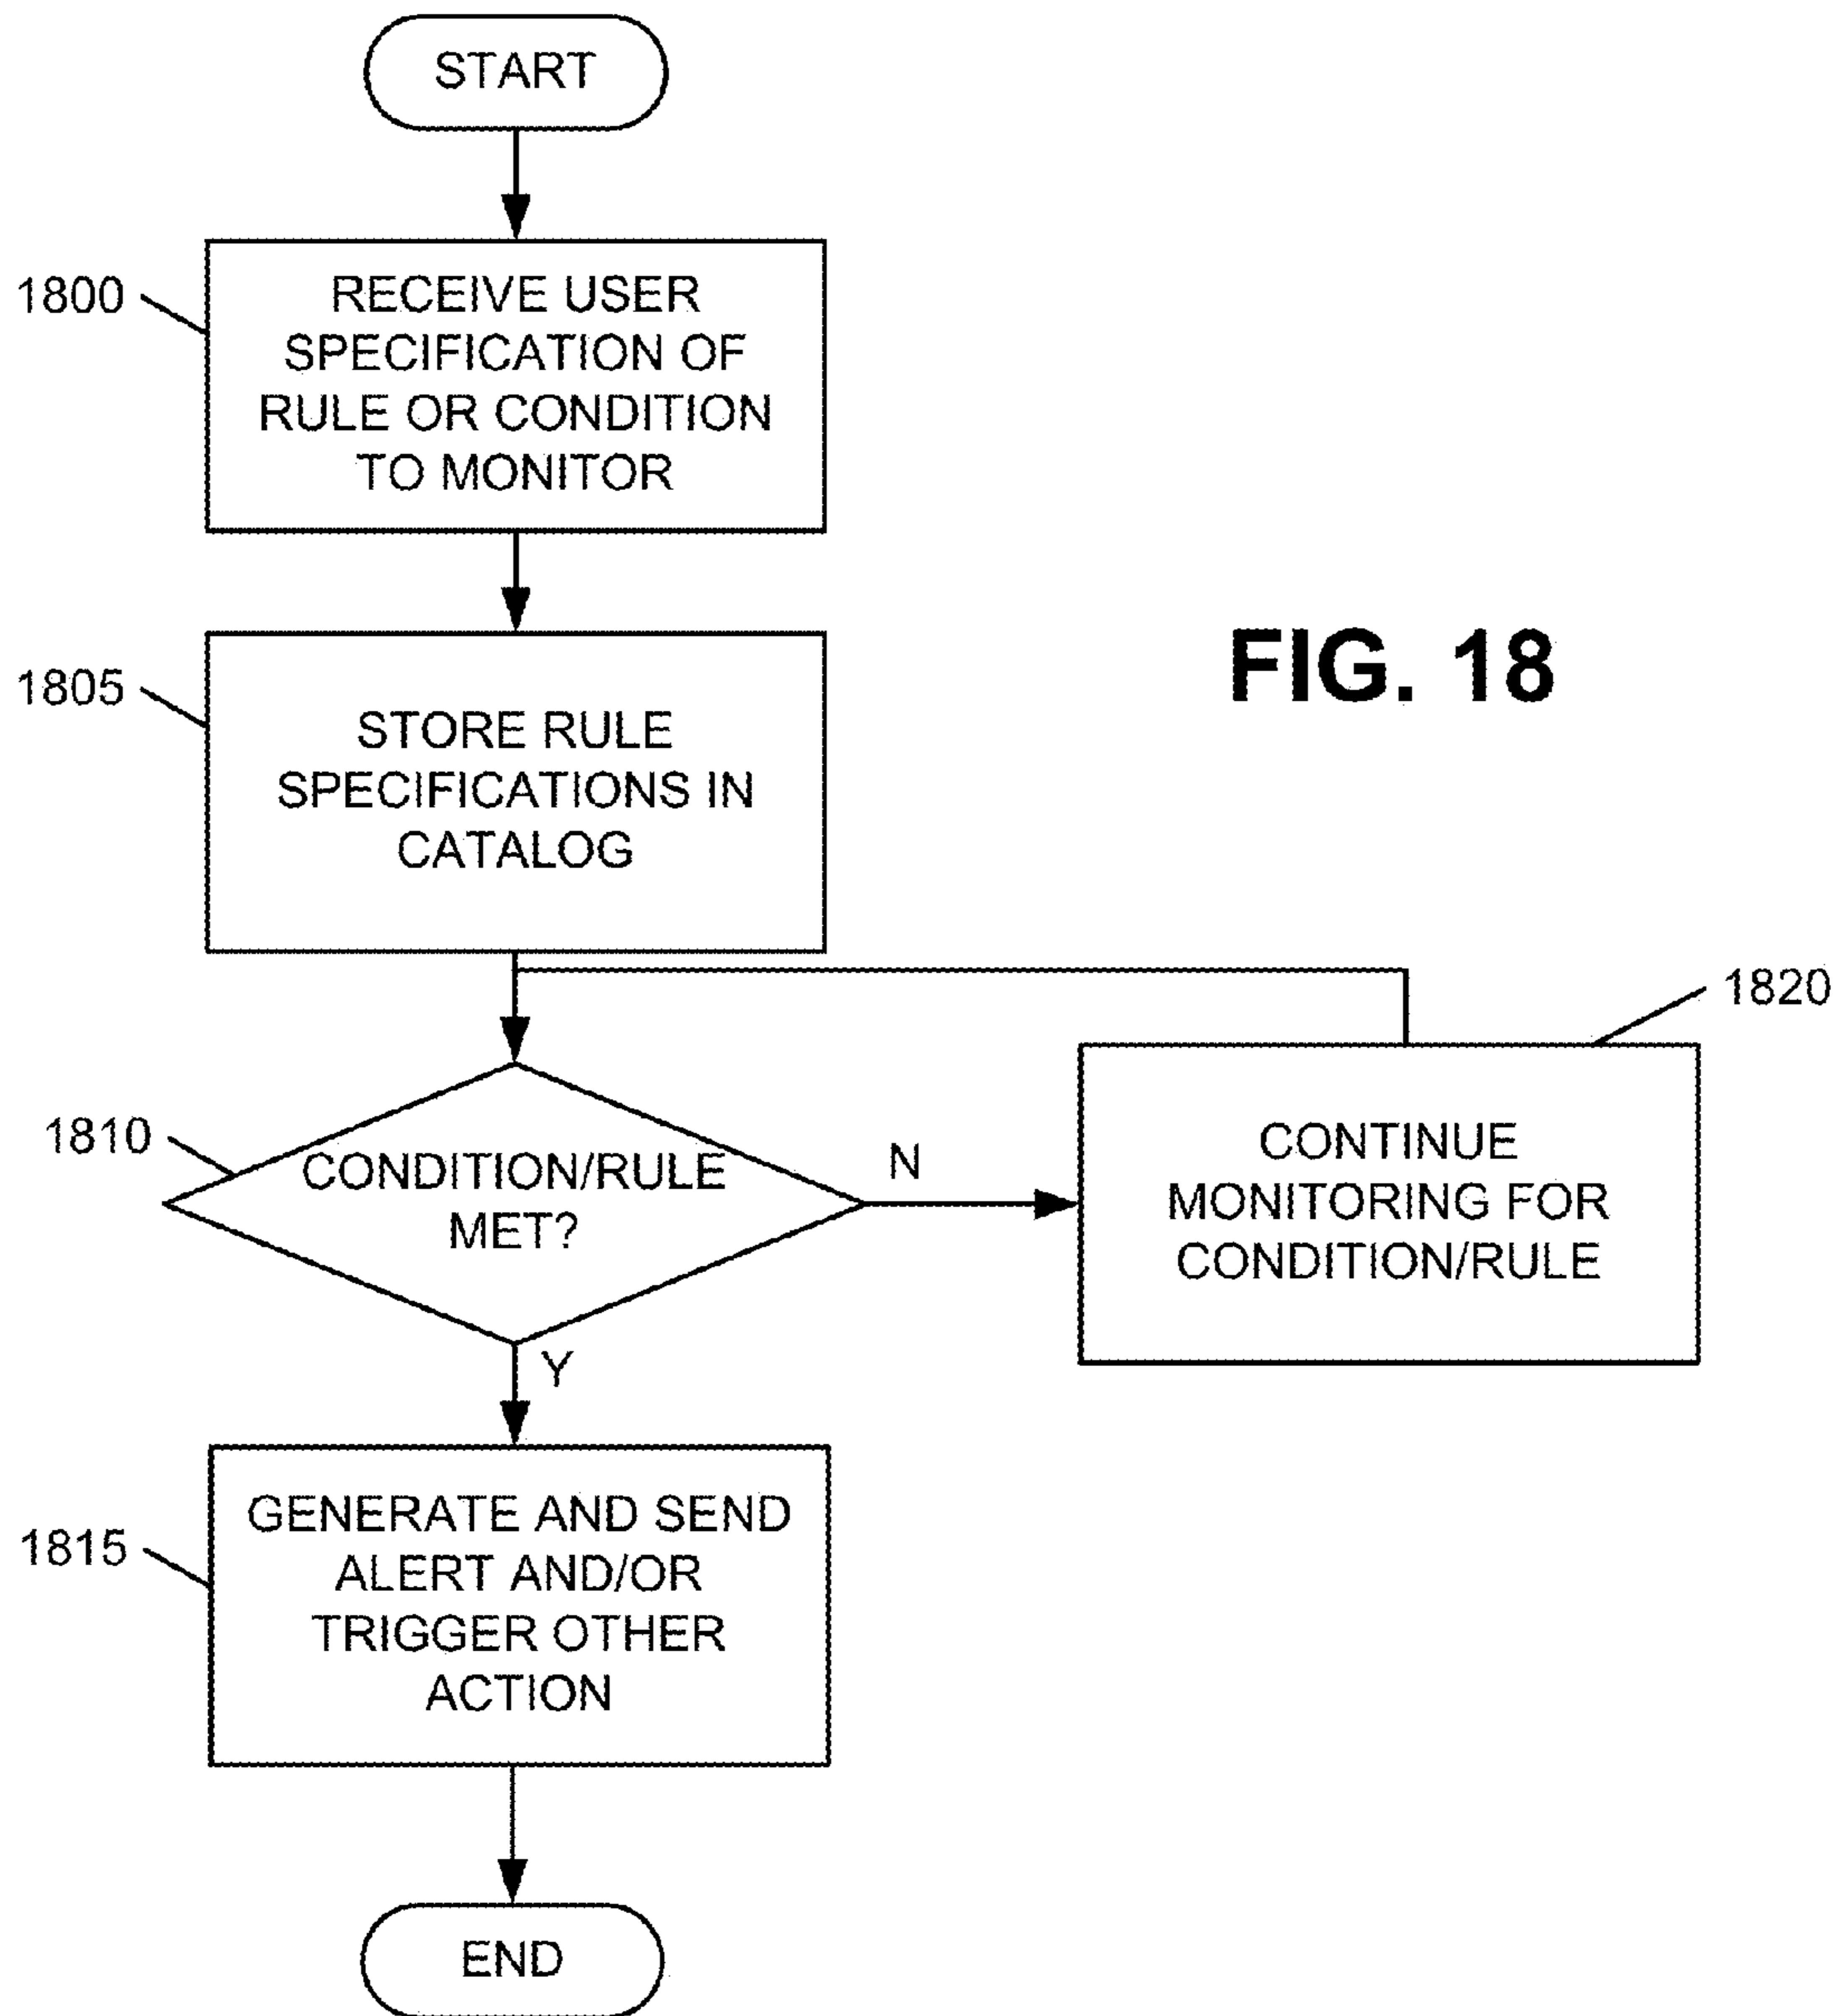 START
1800
RECEIVE USER
SPECIFICATION OF
RULE OR CONDITION
TO MONITOR
1805
STORE RULE
SPECIFICATIONS IN
CATALOG
FIG. 18
1810
CONDITION/RULE
MET?
N
Y
1820
CONTINUE
MONITORING FOR
CONDITION/RULE
1815
GENERATE AND SEND
ALERT AND/OR
TRIGGER OTHER
ACTION
END